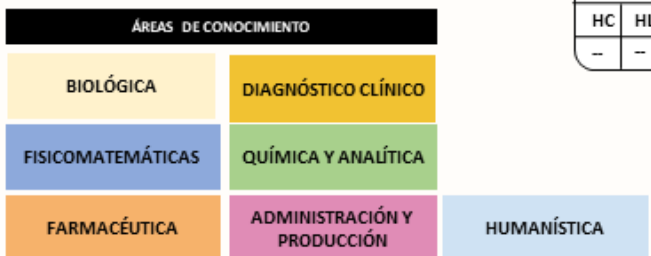 ÁREAS DE CONOCIMIENTO
HC
--
--
BIOLÓGICA
DIAGNÓSTICO CLÍNICO
FISICOMATEMÁTICAS
QUÍMICA Y ANALÍTICA
FARMACÉUTICA
ADMINISTRACIÓN Y
PRODUCCIÓN
HUMANÍSTICA